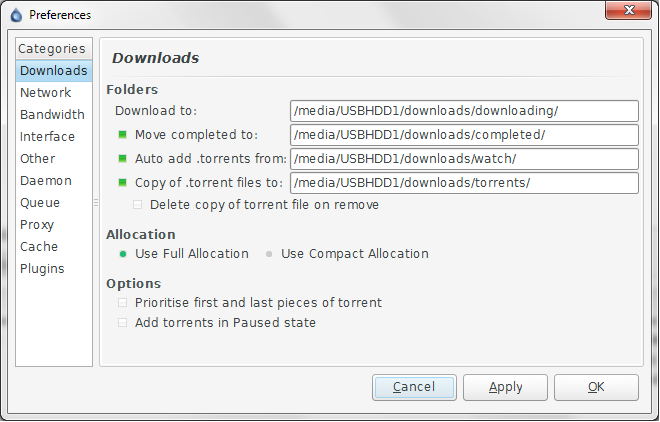 Preferences
Categories
Downloads
Network
Bandwidth
Interface
Other
Daemon
Queue
Proxy
Cache
Plugins
Downloads
Folders
Download to: /media/USBHDD1/downloads/downloading/
Move completed to: /media/USBHDD1/downloads/completed/
Auto add .torrents from: /media/USBHDD1/downloads/watch/
Copy of .torrent files to: /media/USBHDD1/downloads/torrents/
Delete copy of torrent file on remove
Allocation
Use Full Allocation Use Compact Allocation
Options
Prioritise first and last pieces of torrent
Add torrents in Paused state
Cancel Apply OK